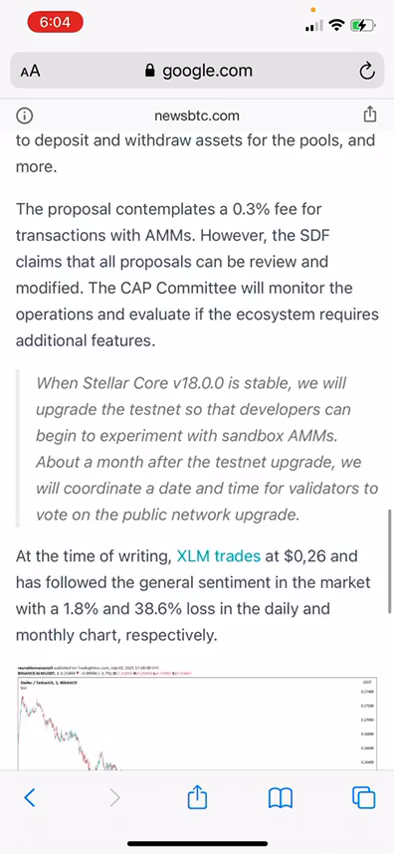 6:04
AA
google.com
newsbtc.com
to deposit and withdraw assets for the pools, and
more.
The proposal contemplates a 0.3% fee for
transactions with AMMs. However, the SDF
claims that all proposals can be review and
modified. The CAP Committee will monitor the
operations and evaluate if the ecosystem requires
additional features.
When Stellar Core v18.0.0 is stable, we will
upgrade the testnet so that developers can
begin to experiment with sandbox AMMs.
About a month after the testnet upgrade, we
will coordinate a date and time for validators to
vote on the public network upgrade.
At the time of writing, XLM trades at $0,26 and
has followed the general sentiment in the market
with a 1.8% and 38.6% loss in the daily and
monthly chart, respectively.